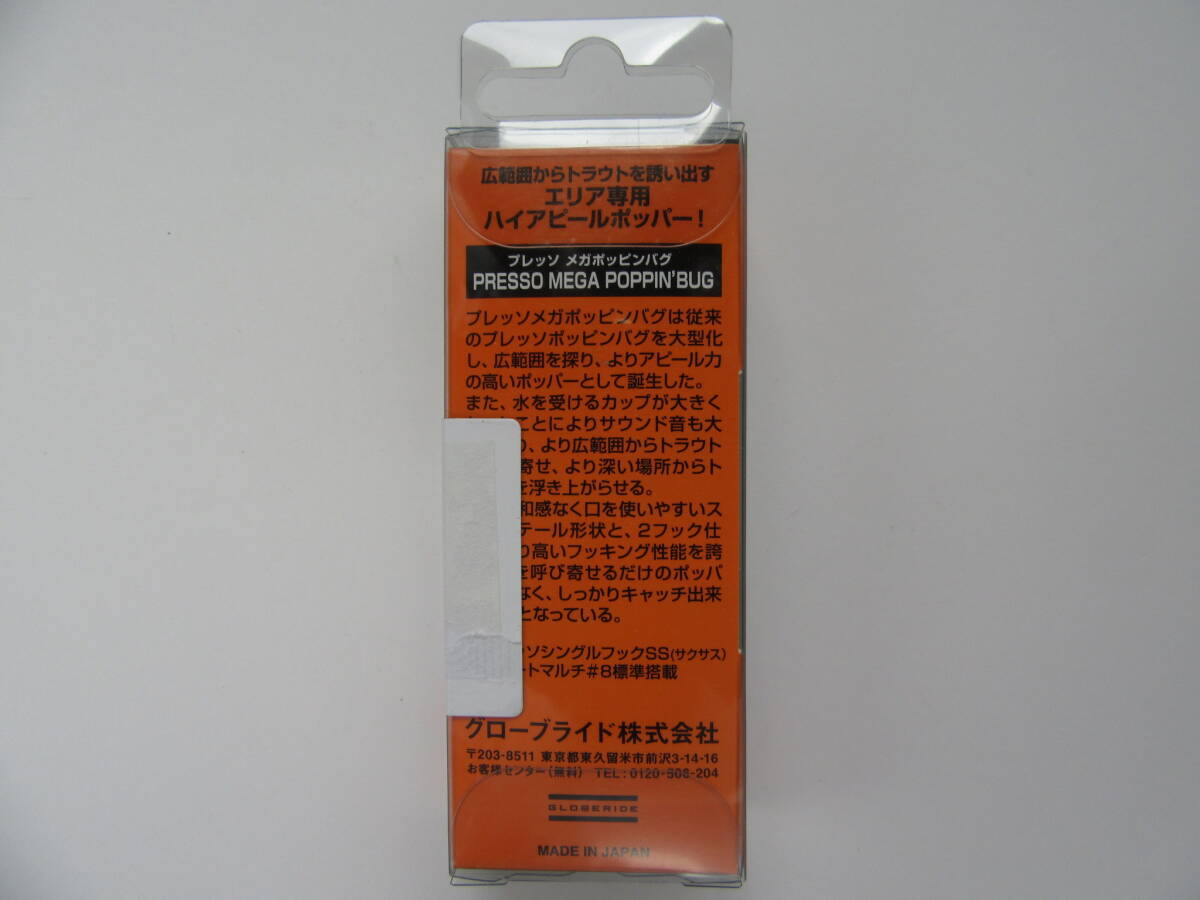 広範囲からトラウトを誘い出す
エリア専用
ハイアピールポッパー!
プレッソ メガポッピンバグ
PRESSO MEGA POPPIN'BUG
プレッソメガポッピンバグは従来
のプレッソポッピンバグを大型化
し、広範囲を探り、よりアピール力
の高いポッパーとして誕生した。
また、水を受けるカップが大きく
ことによりサウンド音も大
、より広範囲からトラウト
寄せ、より深い場所からト
を浮き上がらせる。
和感なく口を使いやすいス
テール形状と、2フック仕
り高いフッキング性能を誇
を呼び寄せるだけのポッパ
なく、しっかりキャッチ出来
となっている。
ソシングルフックSS(サクサス)
ートマルチ#8標準搭載
グローブライド株式会社
〒203-8511 東京都東久留米市前沢3-14-16
お客様センター(無料) TEL:0120-506-204
GLOBERIDE
MADE IN JAPAN